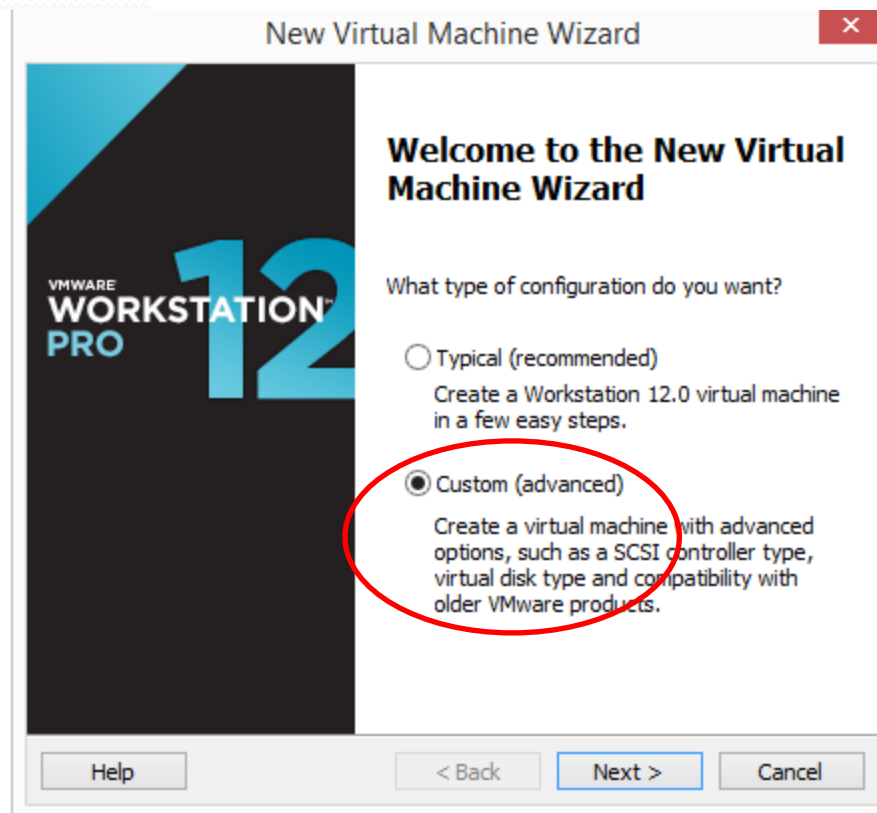 New Virtual Machine Wizard
Welcome to the New Virtual
Machine Wizard
What type of configuration do you want?
VMWARE
WORKSTATION™
PRO
12
Typical (recommended)
Create a Workstation 12.0 virtual machine
in a few easy steps.
Custom (advanced)
Create a virtual machine with advanced
options, such as a SCSI controller type,
virtual disk type and compatibility with
older VMware products.
Help
< Back
Next >
Cancel